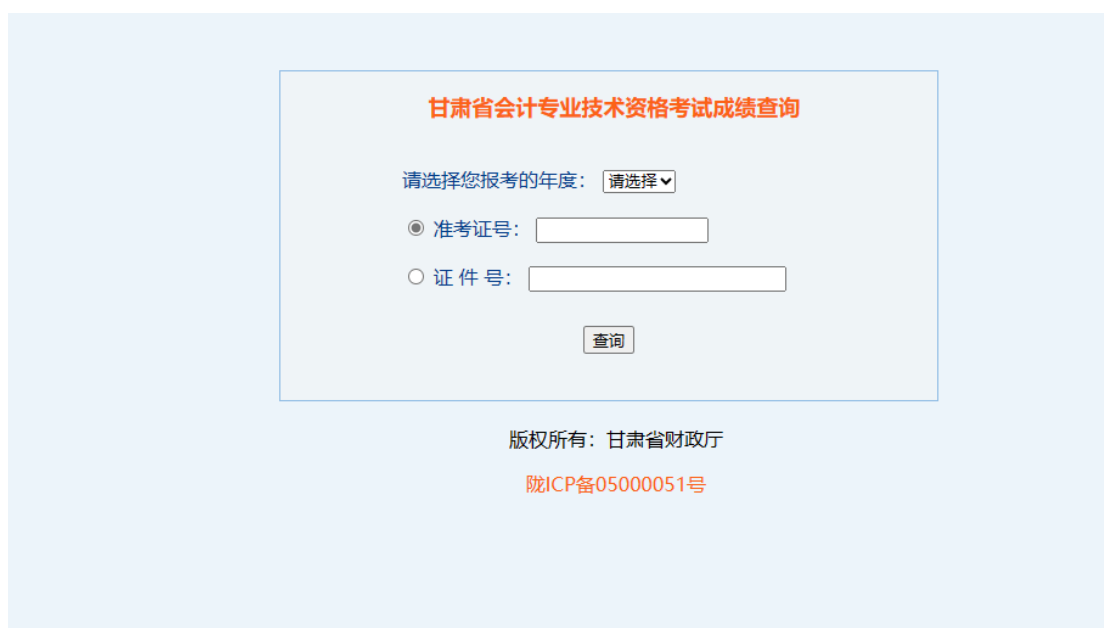 甘肃省会计专业技术资格考试成绩查询
请选择您报考的年度： 请选择
准考证号：
证 件 号：
查询
版权所有：甘肃省财政厅
陇ICP备05000051号